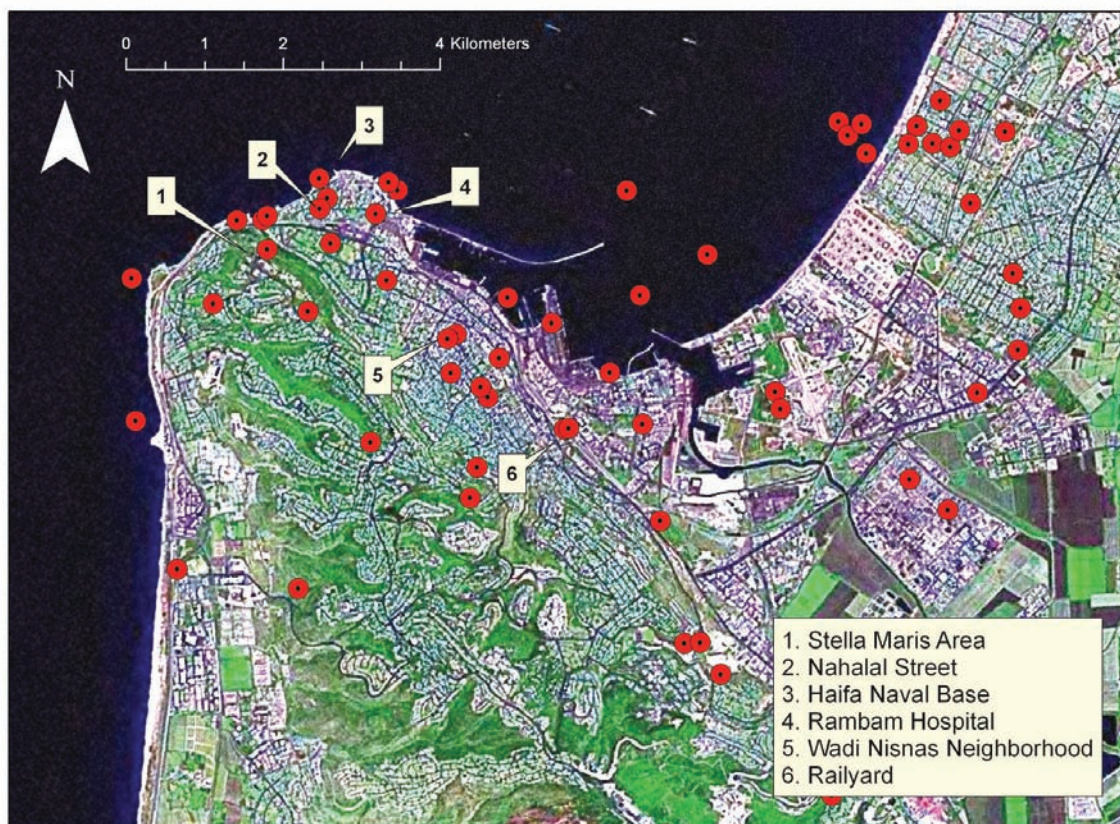 0 1 2 4 Kilometers
N
3
2
4
1
5
6
1. Stella Maris Area
2. Nahalal Street
3. Haifa Naval Base
4. Rambam Hospital
5. Wadi Nisnas Neighborhood
6. Railyard